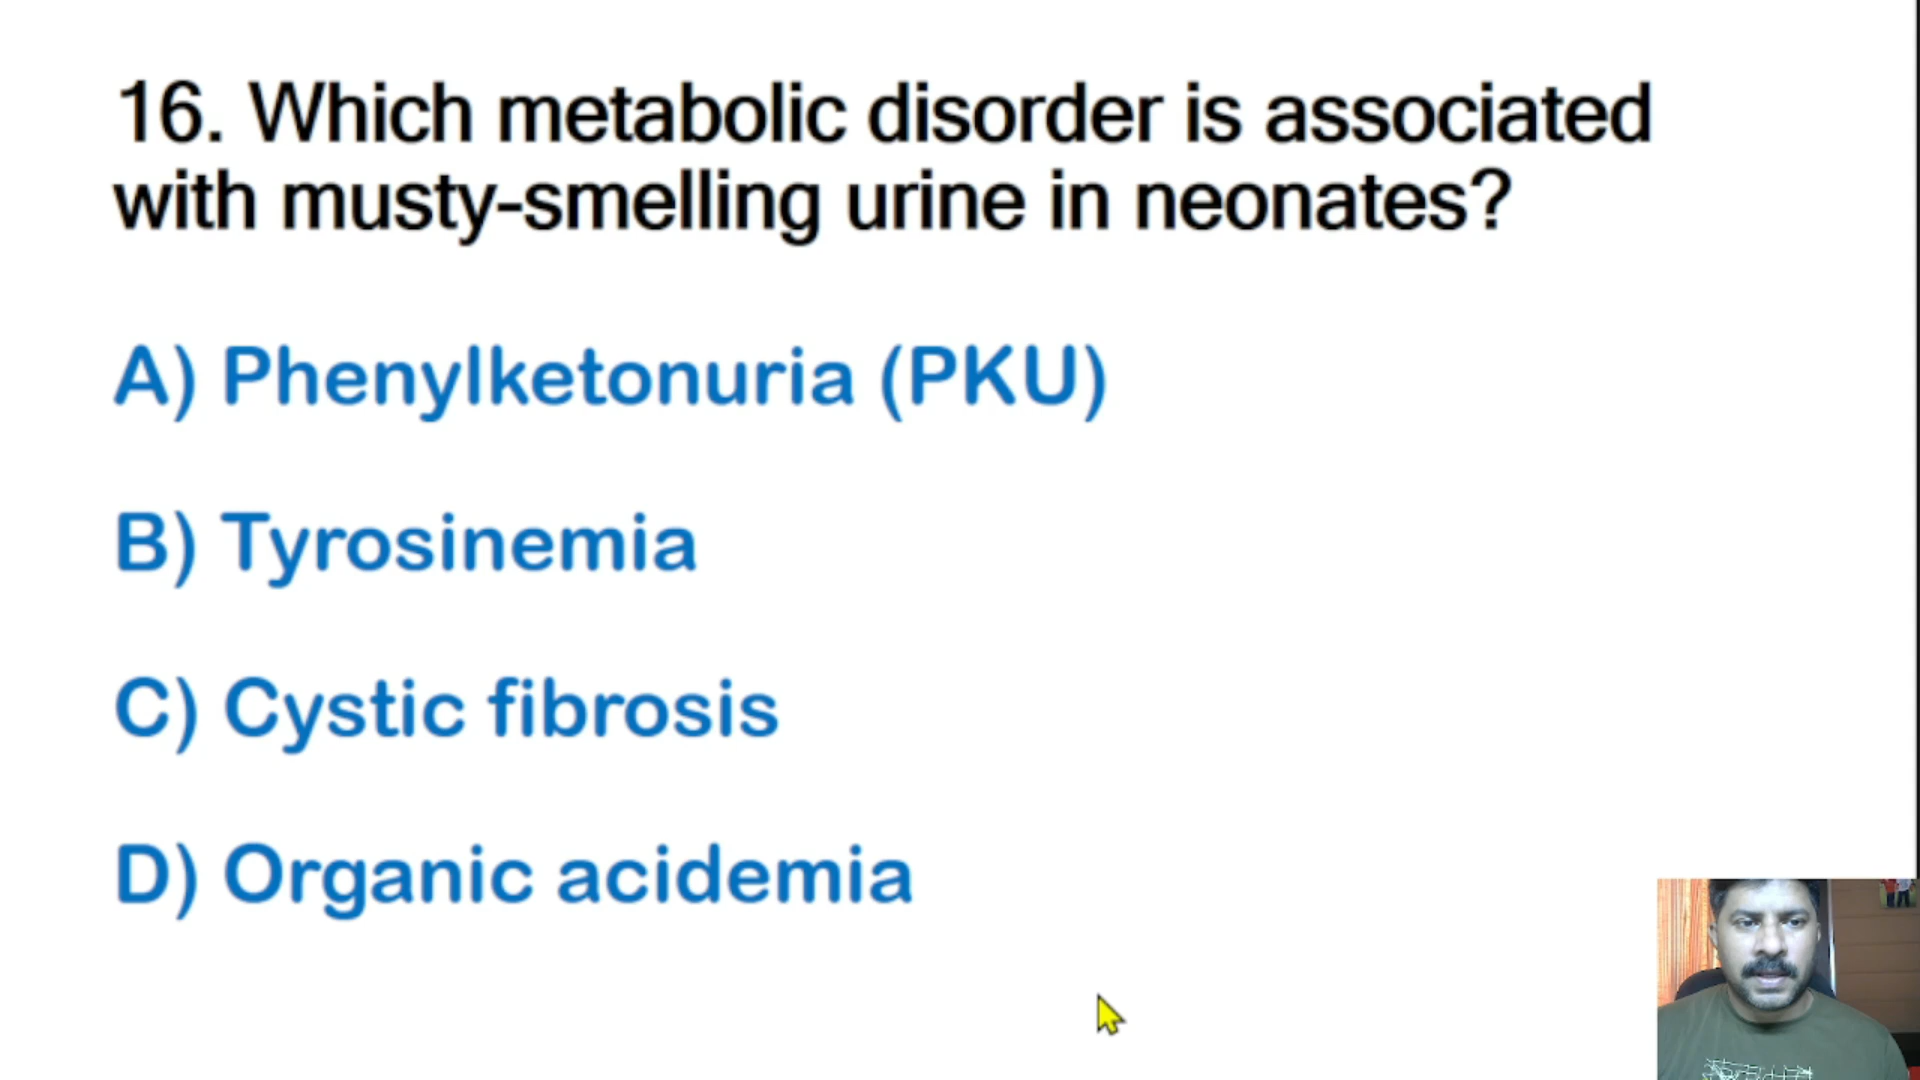 16. Which metabolic disorder is associated
with musty-smelling urine in neonates?
A) Phenylketonuria (PKU)
B) Tyrosinemia
C) Cystic fibrosis
D) Organic acidemia